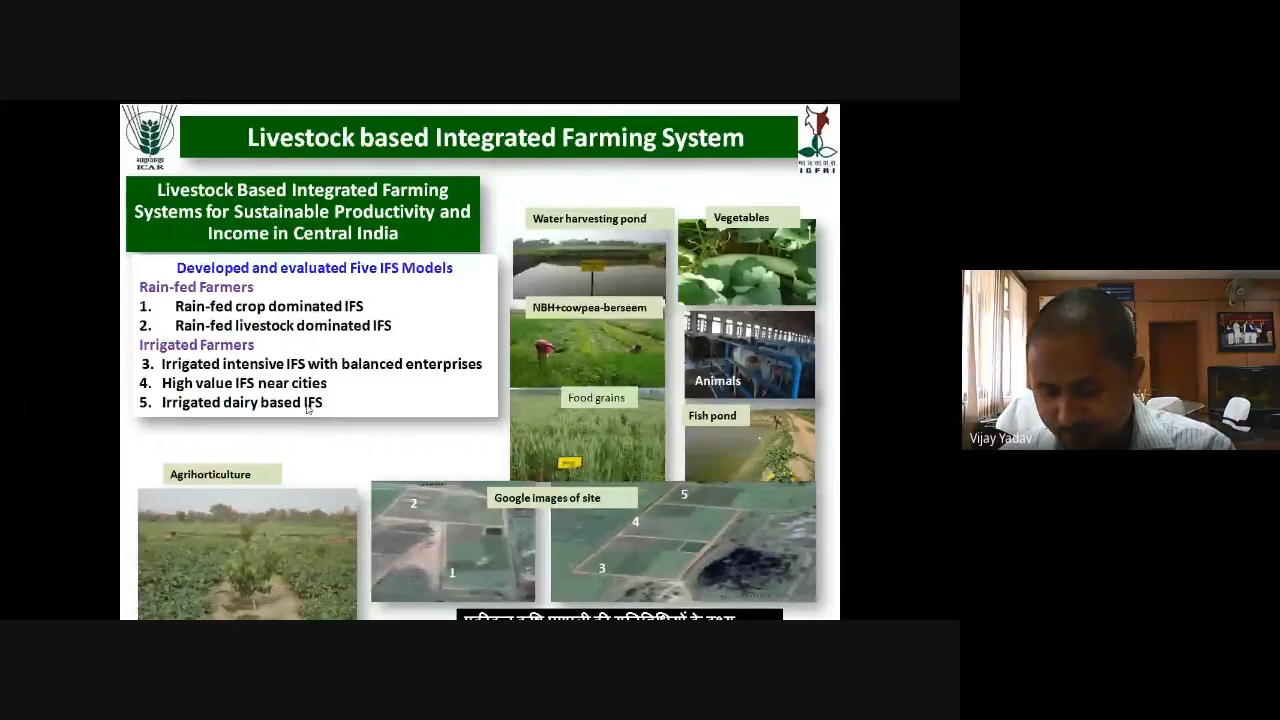 Livestock based Integrated Farming System
ICAR
IGFRI
Livestock Based Integrated Farming
Systems for Sustainable Productivity and
Income in Central India
Developed and evaluated Five IFS Models
Rain-fed Farmers
1. Rain-fed crop dominated IFS
2. Rain-fed livestock dominated IFS
Irrigated Farmers
3. Irrigated intensive IFS with balanced enterprises
4. High value IFS near cities
5. Irrigated dairy based IFS
Water harvesting pond
Vegetables
NBH+cowpea-berseem
Animals
Food grains
Fish pond
Agrihorticulture
Google images of site
2
1
5
4
3
Vijay Yadav